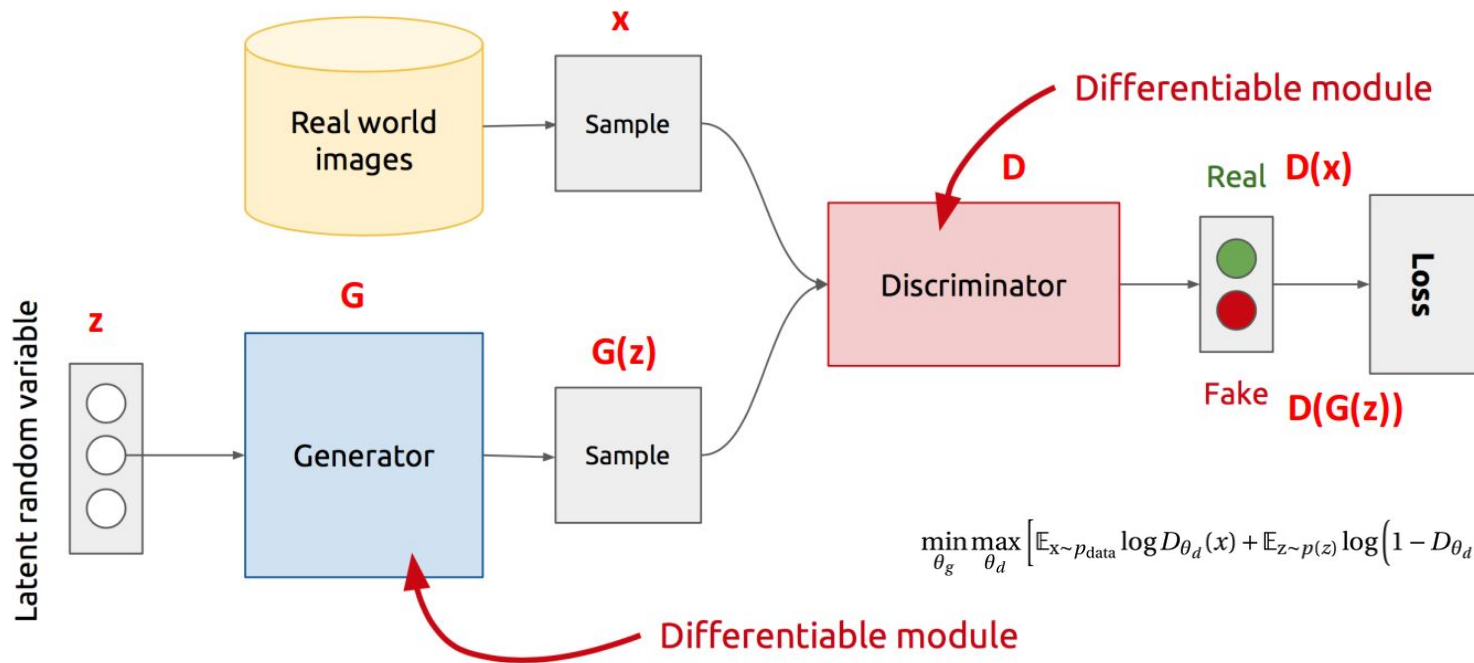 x
Real world
images
Sample
Differentiable module
D
Real
D(x)
Discriminator
Loss
Fake
D(G(z))
Latent random variable
z
G
Generator
G(z)
Sample
min max [𝔼x∼pdata log Dθd(x) + 𝔼z∼p(z) log(1 − Dθd
θg θd
Differentiable module